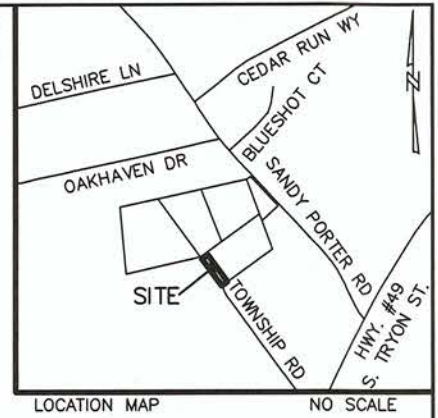 DELSHIRE LN
CEDAR RUN WY
N
BLUESHOT CT
OAKHAVEN DR
SANDY PORTER RD
SITE
TOWNSHIP RD
HWY. #49
S. TRYON ST.
LOCATION MAP
NO SCALE